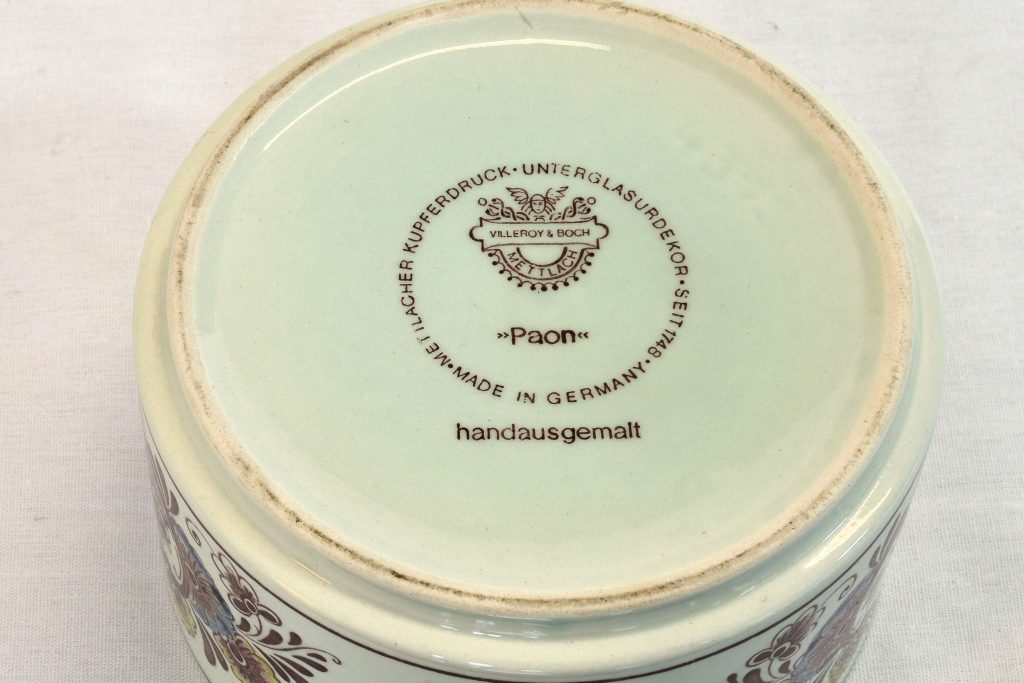 METTLACHER KUPFERDRUCK · UNTERGLASURDEKOR · SEIT 1748 · MADE IN GERMANY ·
VILLEROY & BOCH
METTLACH
»Paon«
handausgemalt